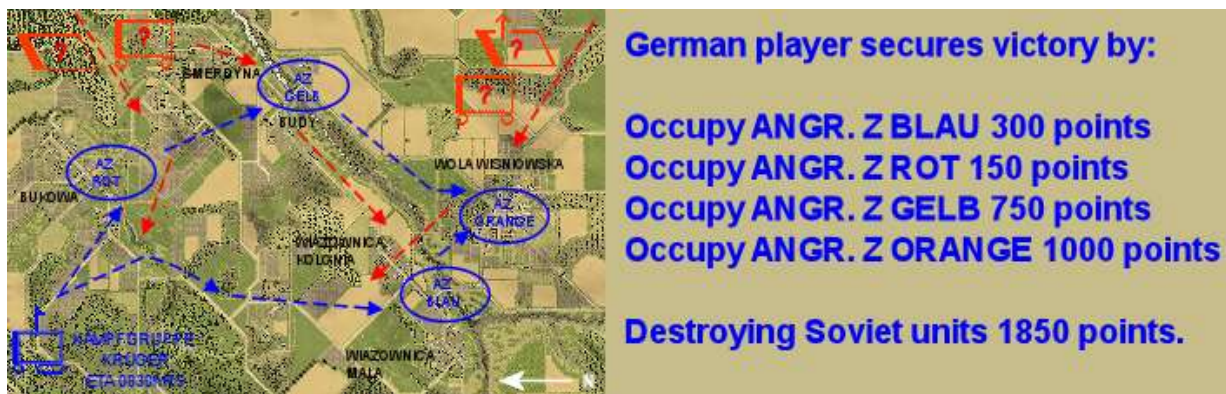 ?
?
?
?
SMERDYNA
AZ
GELB
BUDY
AZ
ROT
BUKOWA
WOLA WISNIOWSKA
AZ
ORANGE
WIAZOWNICA
KOLONIA
AZ
BLAU
KAMPFGRUPPE
KRUGER
ETA
WIAZOWNICA
MALA
N
German player secures victory by:
Occupy ANGR. Z BLAU 300 points
Occupy ANGR. Z ROT 150 points
Occupy ANGR. Z GELB 750 points
Occupy ANGR. Z ORANGE 1000 points
Destroying Soviet units 1850 points.